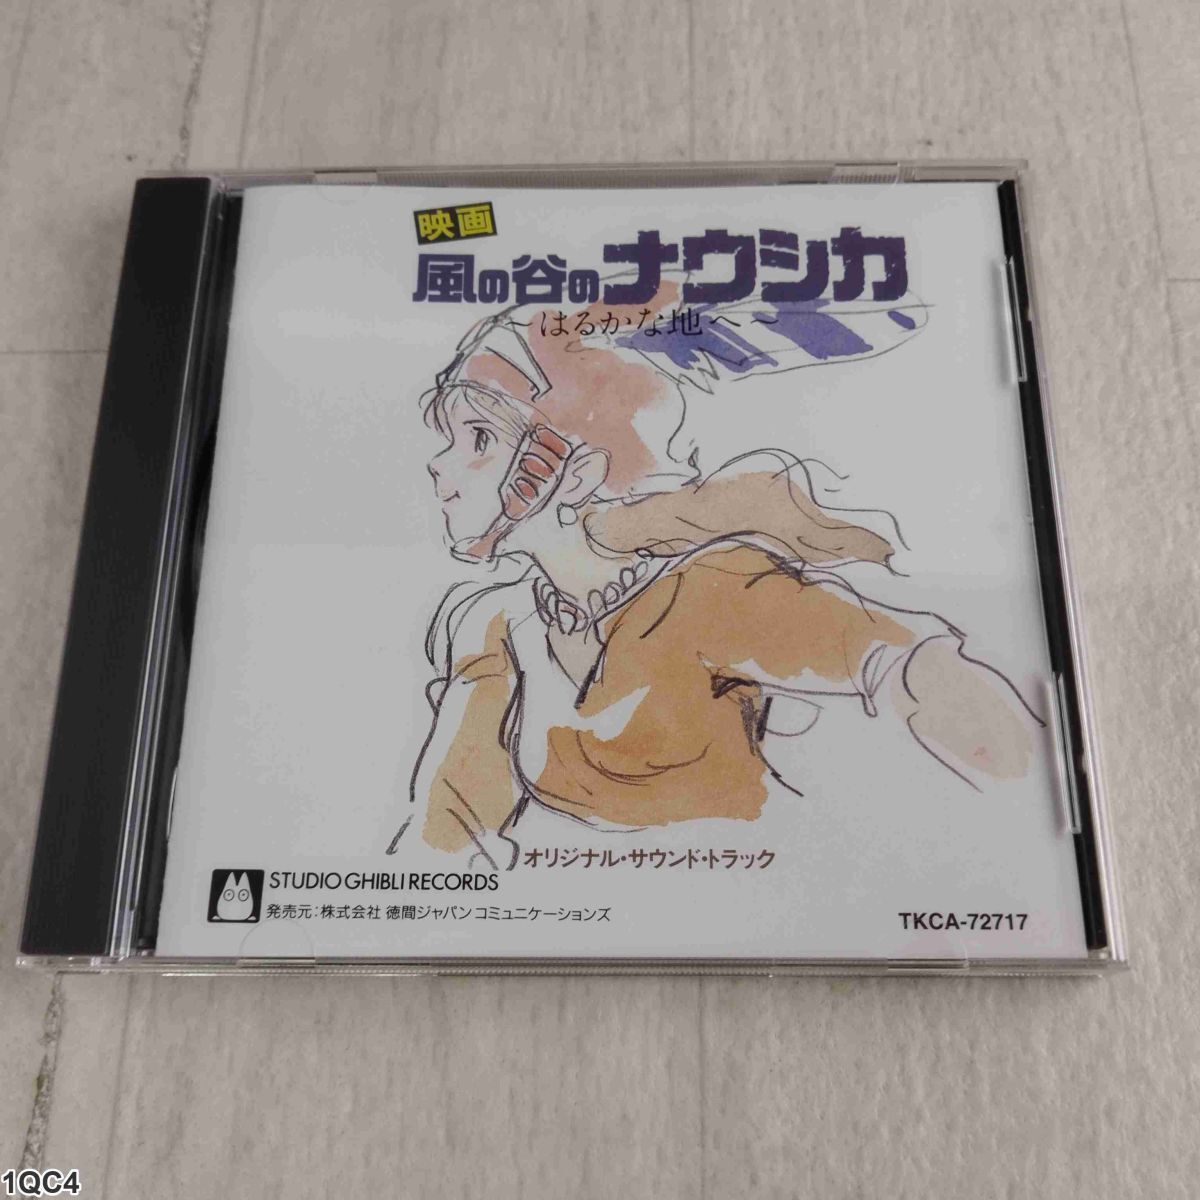 映画
風の谷のナウシカ
～はるかな地へ～
オリジナル・サウンド・トラック
STUDIO GHIBLI RECORDS
発売元:株式会社 徳間ジャパンコミュニケーションズ
TKCA-72717
1QC4